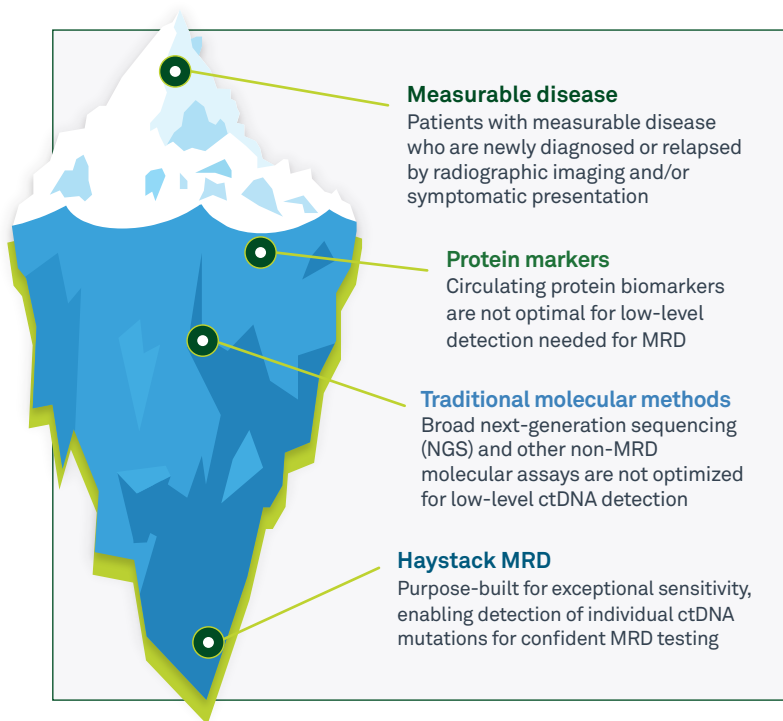 Measurable disease
Patients with measurable disease
who are newly diagnosed or relapsed
by radiographic imaging and/or
symptomatic presentation
Protein markers
Circulating protein biomarkers
are not optimal for low-level
detection needed for MRD
Traditional molecular methods
Broad next-generation sequencing
(NGS) and other non-MRD
molecular assays are not optimized
for low-level ctDNA detection
Haystack MRD
Purpose-built for exceptional sensitivity,
enabling detection of individual ctDNA
mutations for confident MRD testing